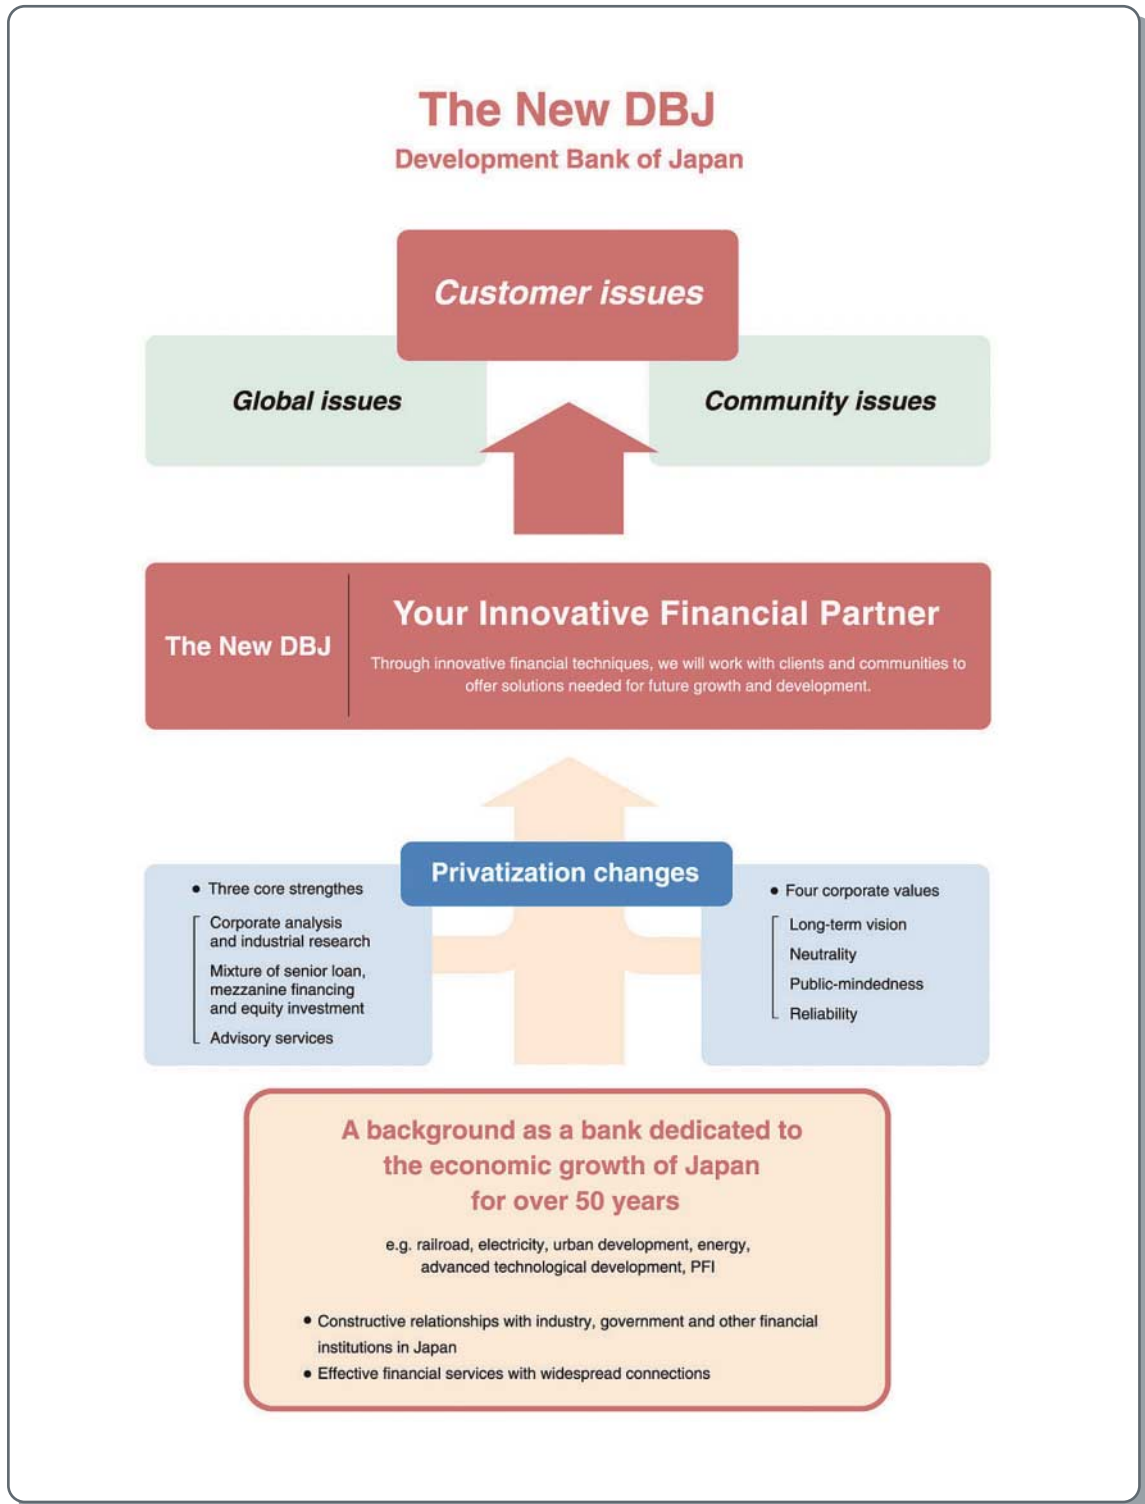 The New DBJ
Development Bank of Japan
Customer issues
Global issues
Community issues
The New DBJ
Your Innovative Financial Partner
Through innovative financial techniques, we will work with clients and communities to
offer solutions needed for future growth and development.
Privatization changes
• Three core strengthes
Corporate analysis
and industrial research
Mixture of senior loan,
mezzanine financing
and equity investment
Advisory services
• Four corporate values
Long-term vision
Neutrality
Public-mindedness
Reliability
A background as a bank dedicated to
the economic growth of Japan
for over 50 years
e.g. railroad, electricity, urban development, energy,
advanced technological development, PFI
• Constructive relationships with industry, government and other financial
institutions in Japan
• Effective financial services with widespread connections